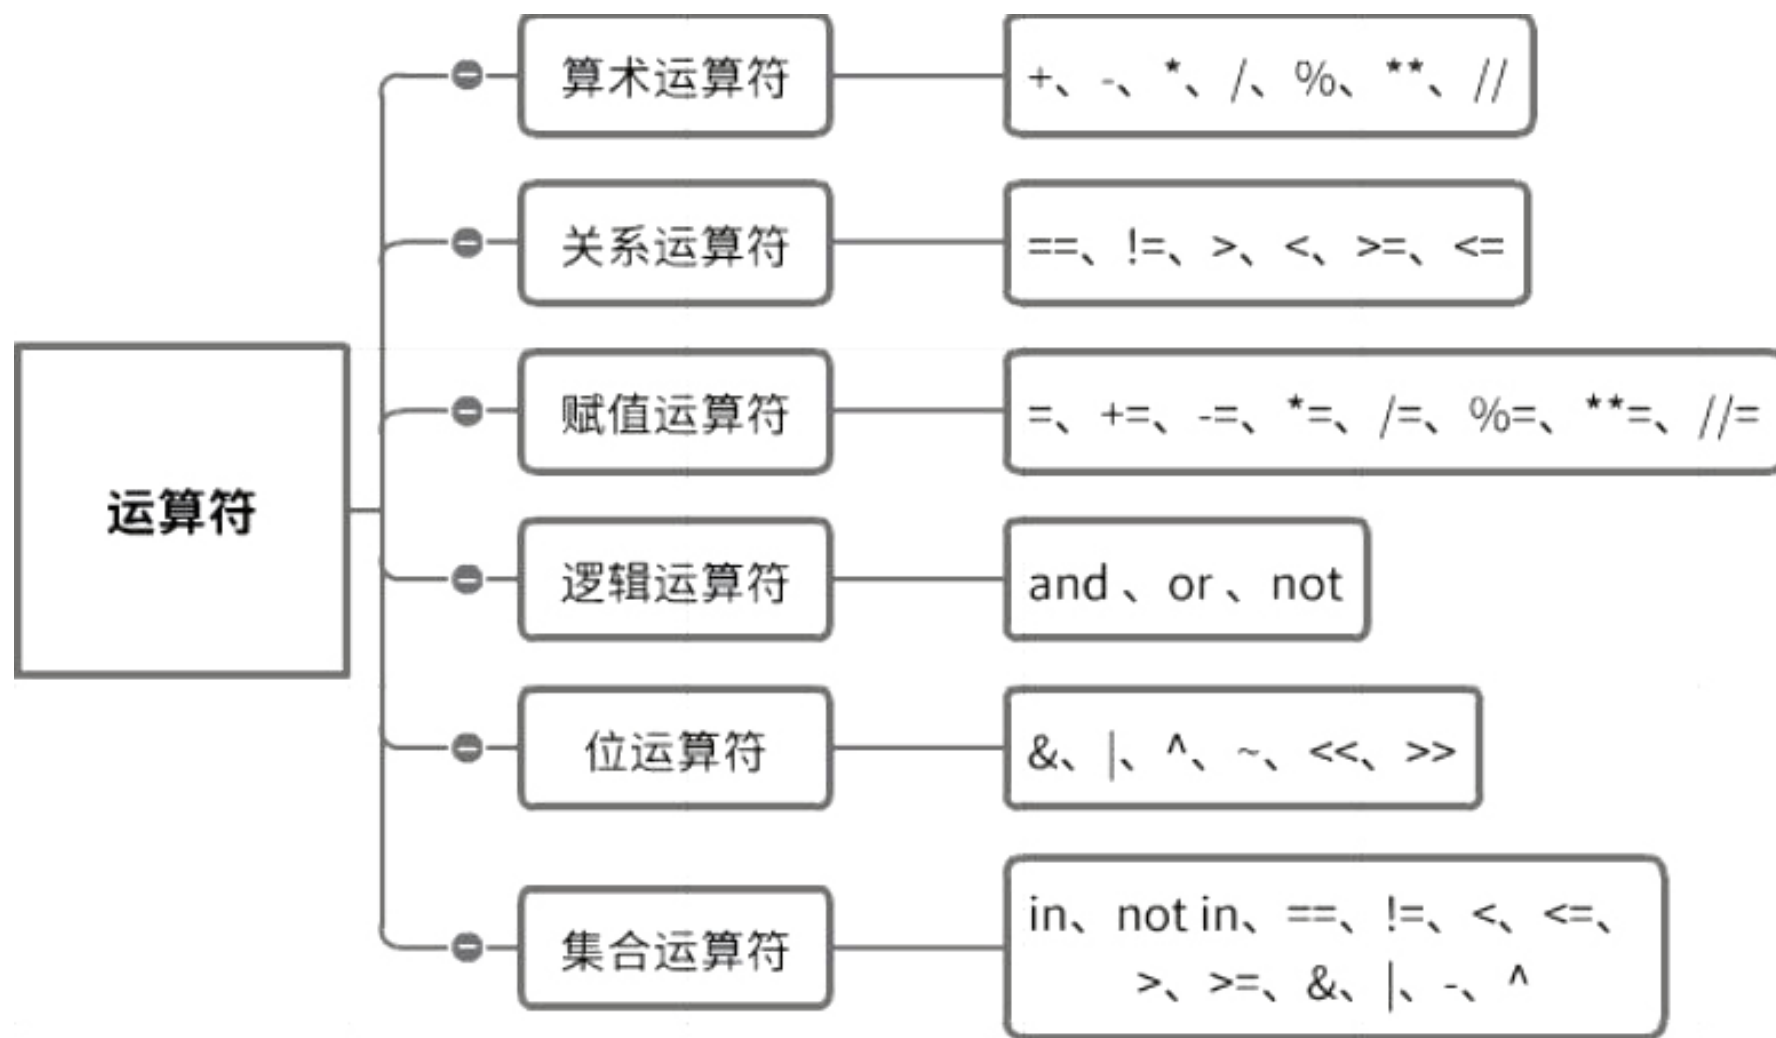 算术运算符
+、-、*、/、%、**、//
关系运算符
==、!=、>、<、>=、<=
赋值运算符
=、+=、-=、*=、/=、%=、**=、//=
运算符
逻辑运算符
and 、or 、not
位运算符
&、|、^、~、<<、>>
集合运算符
in、not in、==、!=、<、<=、
>、>=、&、|、-、^